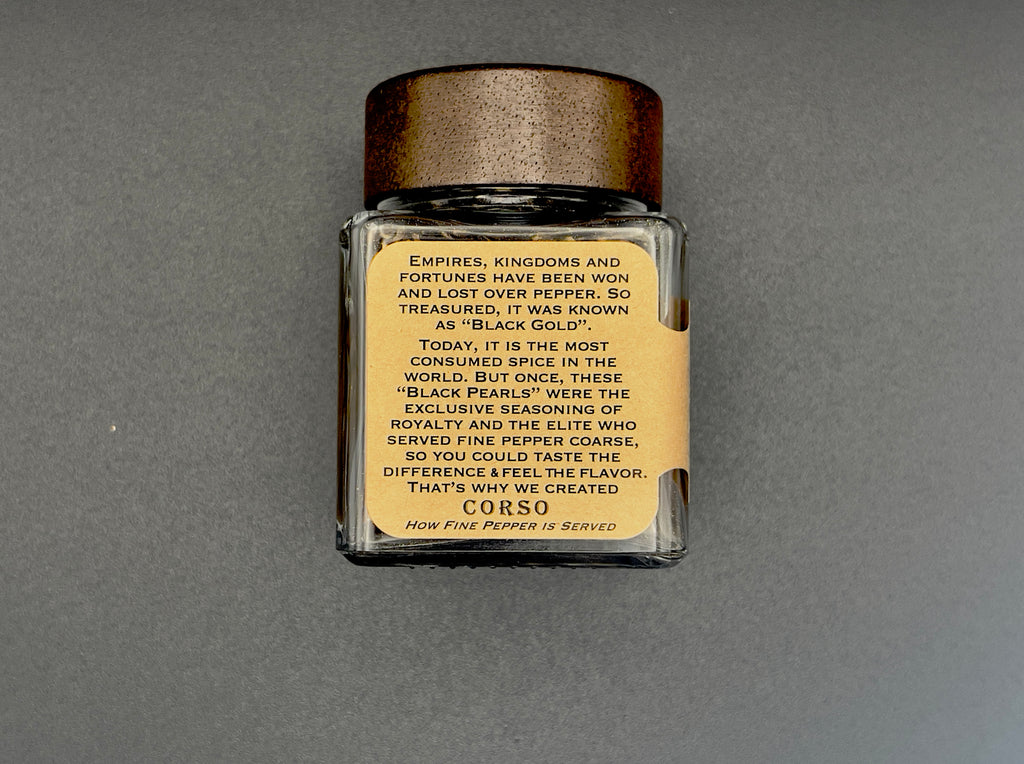 Empires, kingdoms and
fortunes have been won
and lost over pepper. So
treasured, it was known
as “Black Gold”.
Today, it is the most
consumed spice in the
world. But once, these
“Black Pearls” were the
exclusive seasoning of
royalty and the elite who
served fine pepper coarse,
so you could taste the
difference & feel the flavor.
That’s why we created
CORSO
How Fine Pepper is Served